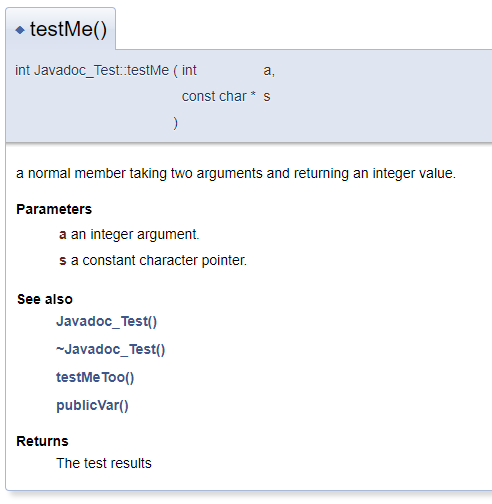 ◆ testMe()
int Javadoc_Test::testMe ( int a,
const char * s
)
a normal member taking two arguments and returning an integer value.
Parameters
a an integer argument.
s a constant character pointer.
See also
Javadoc_Test()
~Javadoc_Test()
testMeToo()
publicVar()
Returns
The test results